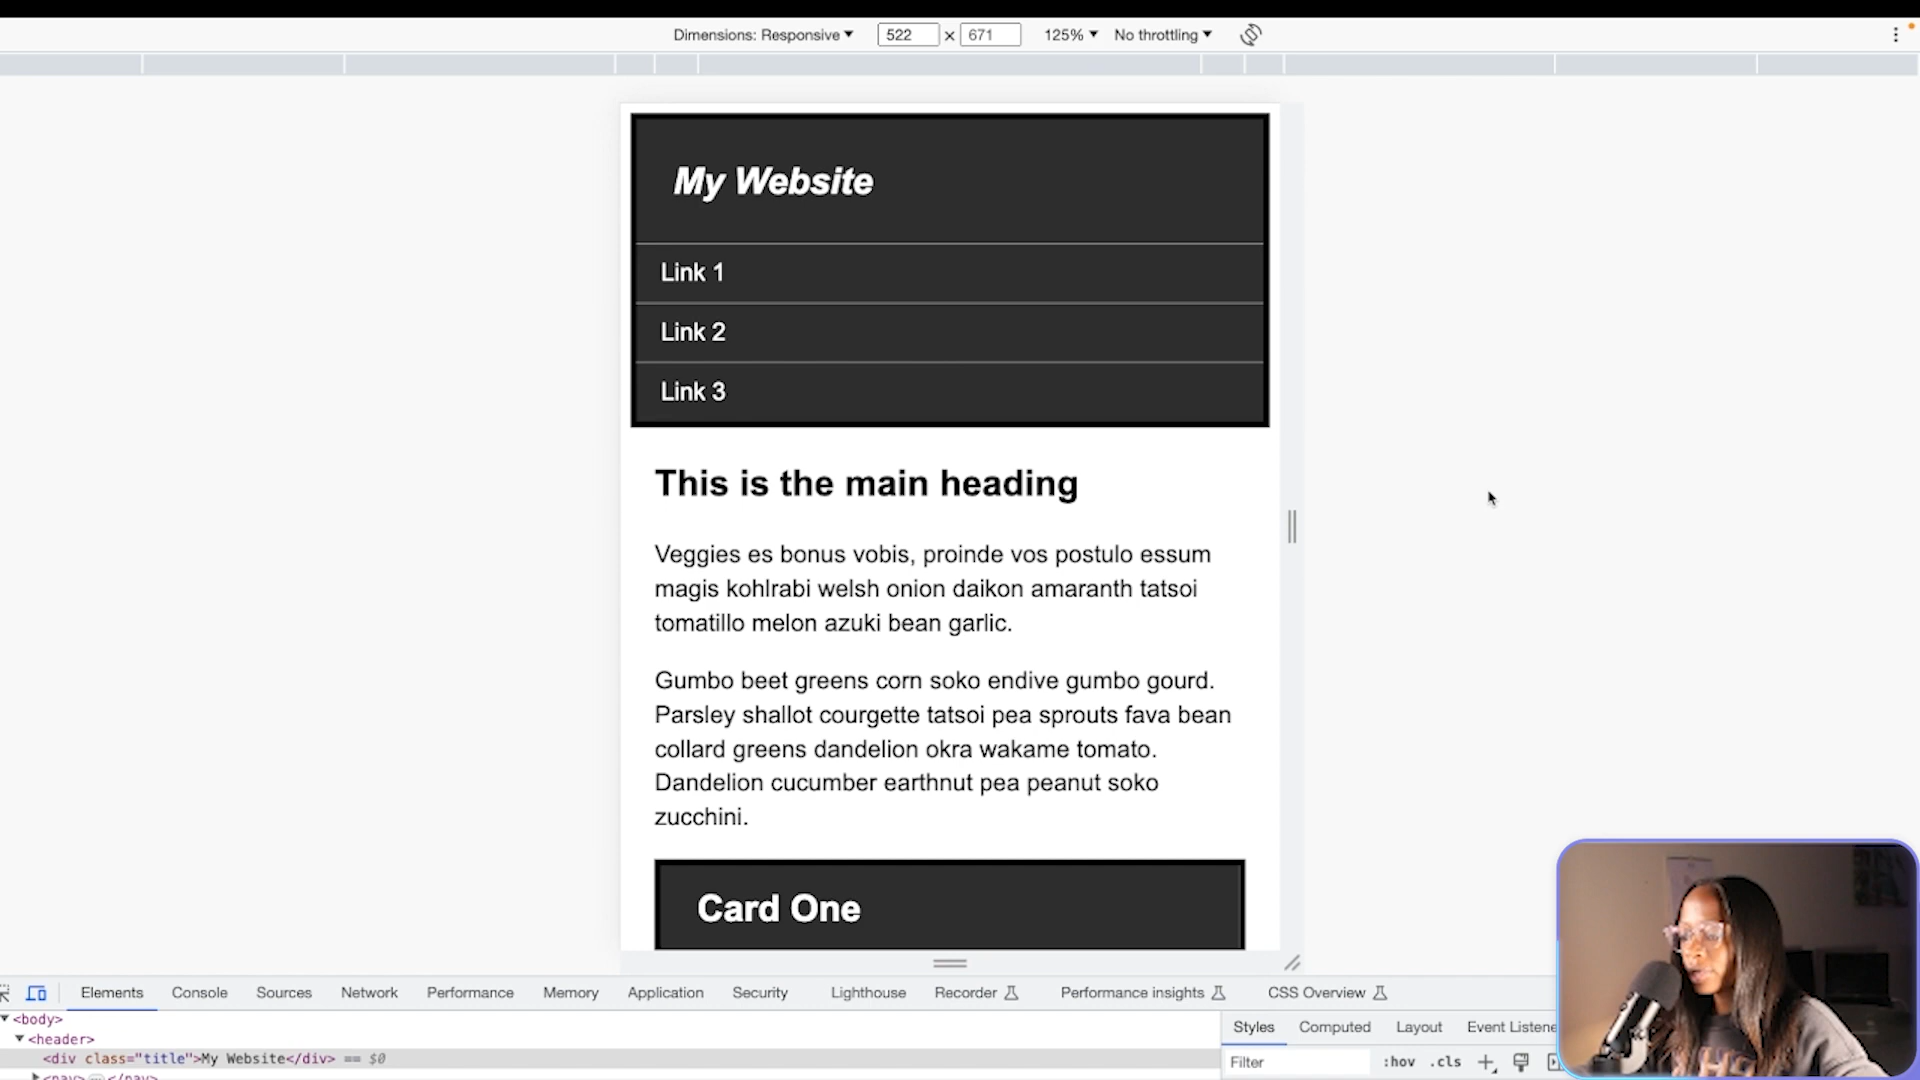 Dimensions: Responsive ▼ 522 × 671 125% ▼ No throttling ▼
My Website
Link 1
Link 2
Link 3
This is the main heading
Veggies es bonus vobis, proinde vos postulo essum
magis kohlrabi welsh onion daikon amaranth tatsoi
tomatillo melon azuki bean garlic.
Gumbo beet greens corn soko endive gumbo gourd.
Parsley shallot courgette tatsoi pea sprouts fava bean
collard greens dandelion okra wakame tomato.
Dandelion cucumber earthnut pea peanut soko
zucchini.
Card One
Elements Console Sources Network Performance Memory Application Security Lighthouse Recorder Performance insights CSS Overview
▼<body>
▼<header>
<div class="title">My Website</div> == $0
▶<nav>…</nav>
Styles Computed Layout Event Listene
Filter :hov .cls